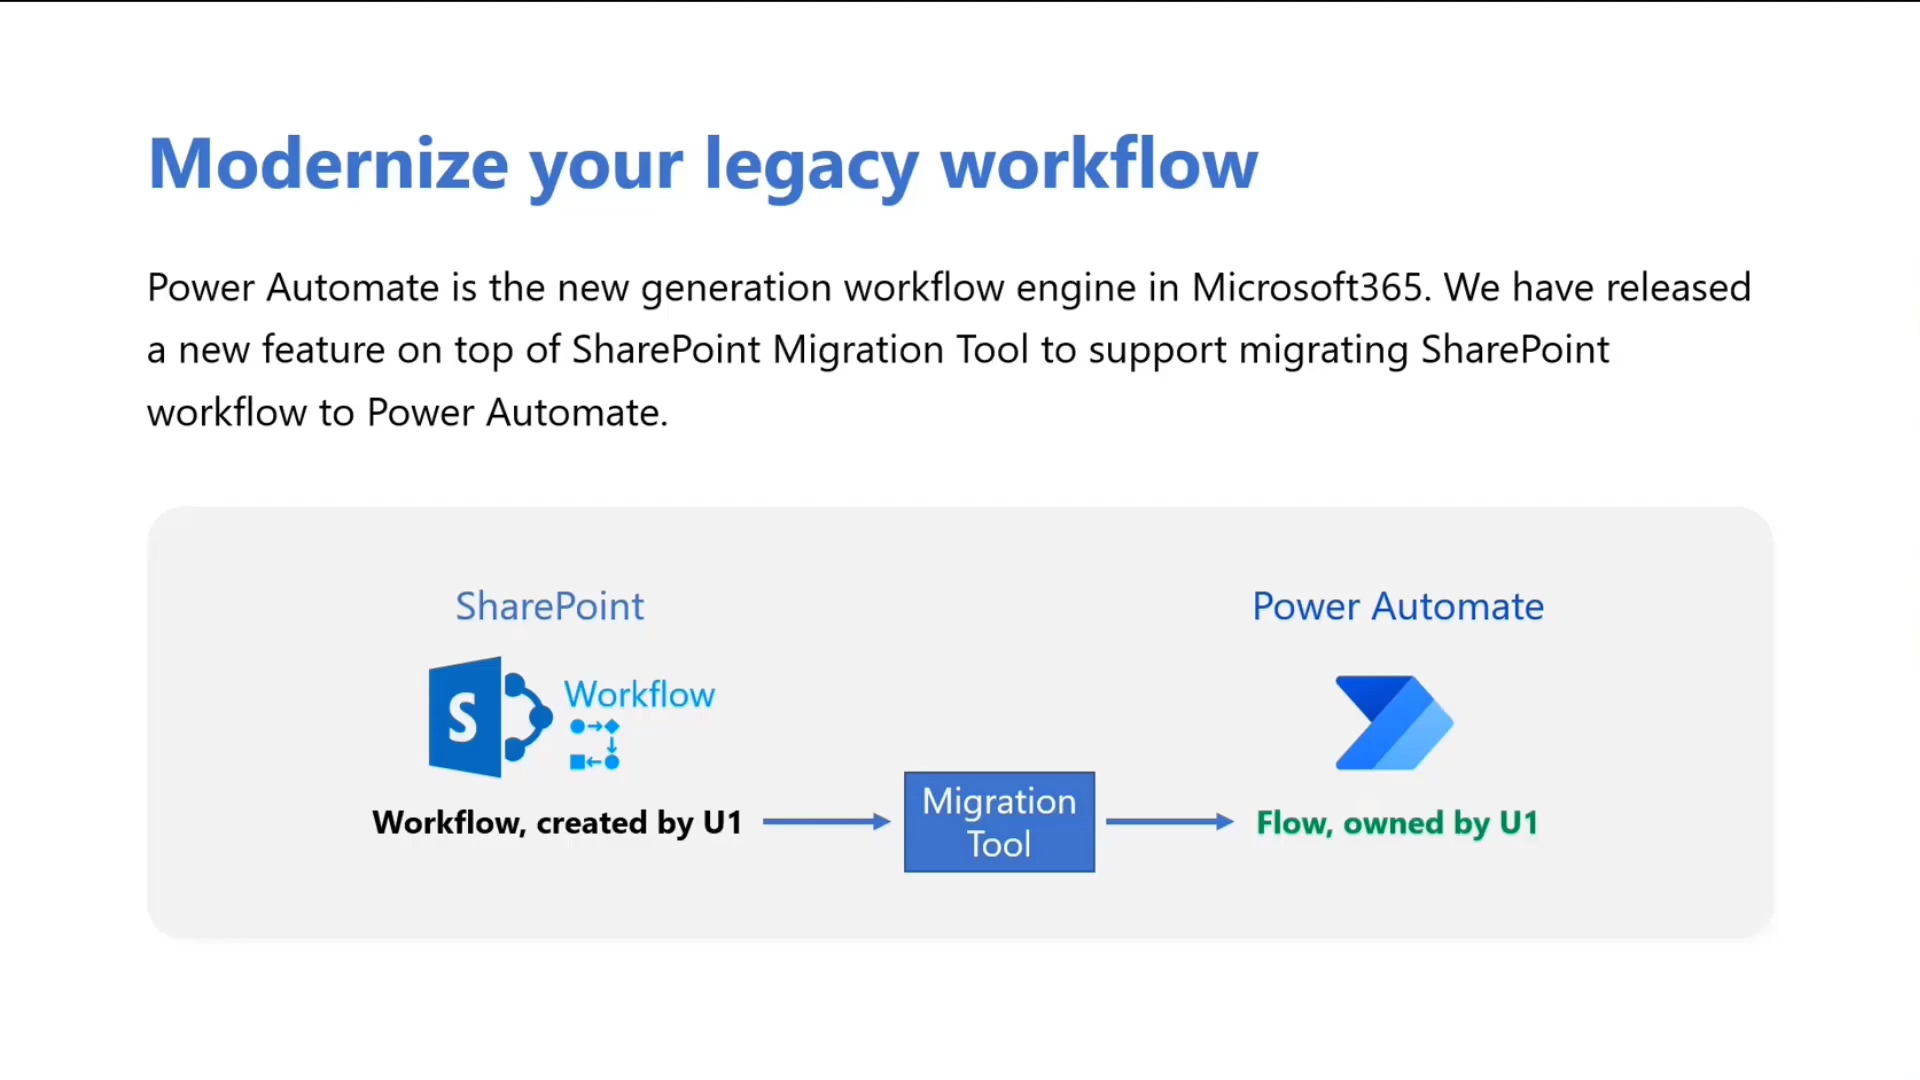 Modernize your legacy workflow
Power Automate is the new generation workflow engine in Microsoft365. We have released
a new feature on top of SharePoint Migration Tool to support migrating SharePoint
workflow to Power Automate.
SharePoint
Power Automate
S
Workflow
Workflow, created by U1
Migration
Tool
Flow, owned by U1